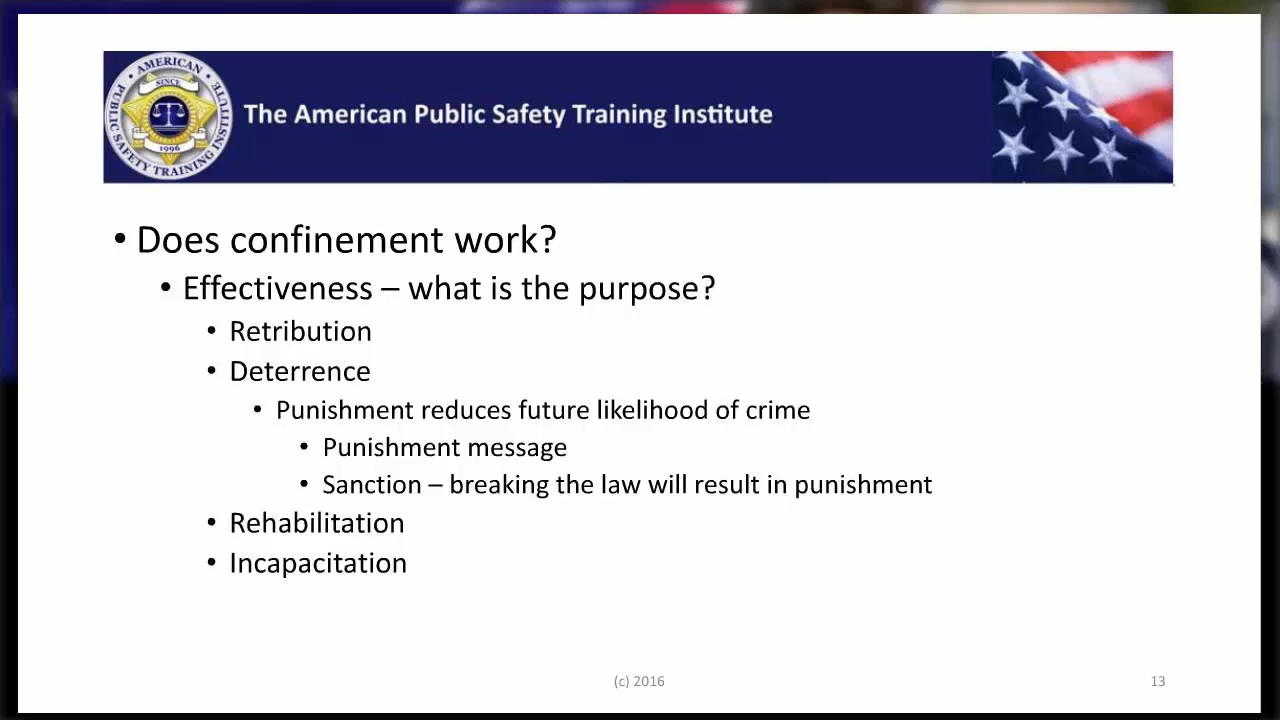 AMERICAN
PUBLIC SAFETY TRAINING INSTITUTE
SINCE
1996
The American Public Safety Training Institute
• Does confinement work?
• Effectiveness – what is the purpose?
• Retribution
• Deterrence
• Punishment reduces future likelihood of crime
• Punishment message
• Sanction – breaking the law will result in punishment
• Rehabilitation
• Incapacitation
(c) 2016
13